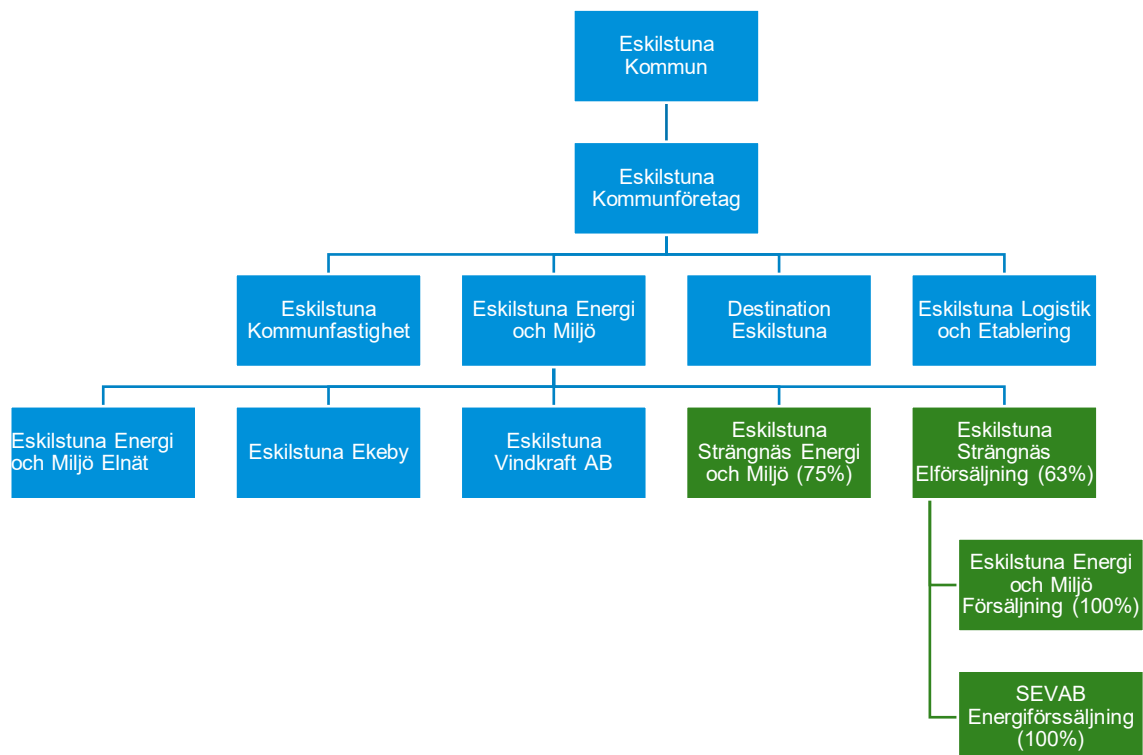 Eskilstuna
Kommun
Eskilstuna
Kommunföretag
Eskilstuna
Kommunfastighet
Eskilstuna Energi
och Miljö
Destination
Eskilstuna
Eskilstuna Logistik
och Etablering
Eskilstuna Energi
och Miljö Elnät
Eskilstuna Ekeby
Eskilstuna
Vindkraft AB
Eskilstuna
Strängnäs Energi
och Miljö (75%)
Eskilstuna
Strängnäs
Elförsäljning (63%)
Eskilstuna Energi
och Miljö
Försäljning (100%)
SEVAB
Energiförssäljning
(100%)